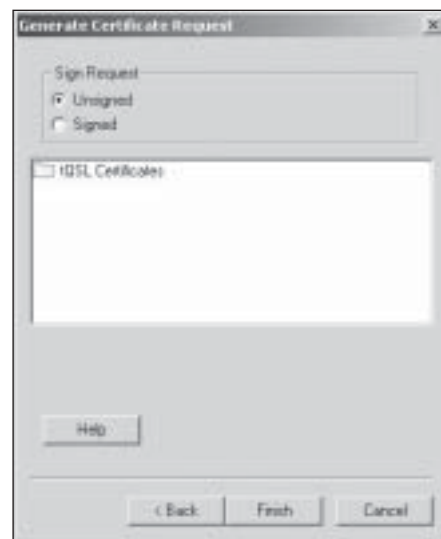 Generate Certificate Request
Sign Request
Unsigned
Signed
tQSL Certificates
Help
< Back
Finish
Cancel